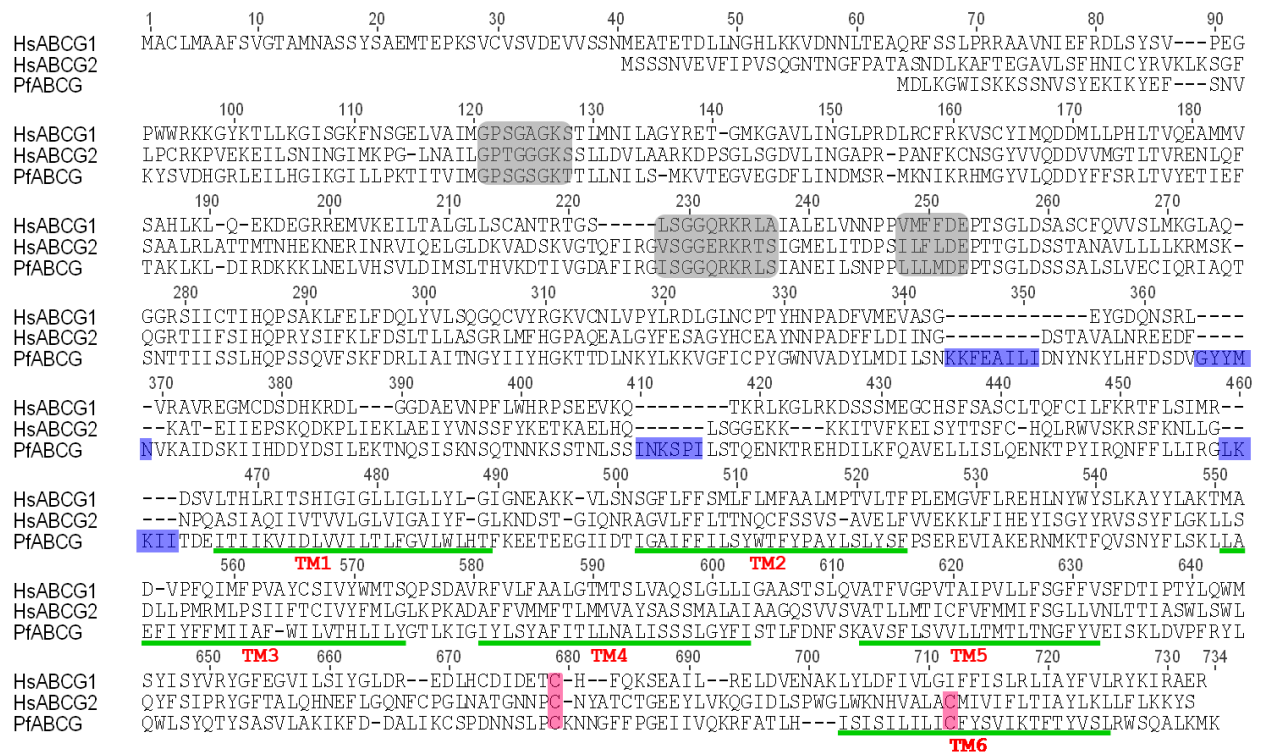 1 10 20 30 40 50 60 70 80 90
HsABCG1 MACLMAAFSVGTAMNASSYSAEMTEPKSVCVSVDEVVSSNMEATETDLLNGHLKKVDNNLTEAQRFSSLPRRAAVNIEFRDLSYSV---PEG
HsABCG2 MSSSNVEVFIPVSQGNTNGFPATASNDLKAFTEGAVLSFHNICYRVKLKSGF
PfABCG MDLKGWISKKSSNVSYEKIKYEF---SNV
100 110 120 130 140 150 160 170 180
HsABCG1 PWWRKKGYKTLLKGISGKFNSGELVAIMGPSGAGKSTLMNILAGYRET-GMKGAVLINGLPRDLRCFRKVSCYIMQDDMLLPHLTVQEAMMV
HsABCG2 LPCRKPVEKEILSNINGIMKPG-LNAILGPTGGGKSSLLDVLAARKDPSGLSGDVLINGAPR-PANFKCNSGYVVQDDVVMGTLTVRENLQF
PfABCG KYSVDHGRLEILHGIKGILLPKTITVIMGPSGSGKTTLLNILS-MKVTEGVEGDFLINDMSR-MKNIKRHMGYVLQDDYFFSRLTVYETIEF
190 200 210 220 230 240 250 260 270
HsABCG1 SAHLKL-Q-EKDEGRREMVKEILTALGLLSCANTRTGS-----LSGGQRKRLAIALELVNNPPVMFFDEPTSGLDSASCFQVVSLMKGLAQ-
HsABCG2 SAALRLATTMTNHEKNERINRVIQELGLDKVADSKVGTQFIRGVSGGERKRTSIGMELITDPSILFLDEPTTGLDSSTANAVLLLLKRMSK-
PfABCG TAKLKL-DIRDKKKLNELVHSVLDIMSLTHVKDTIVGDAFIRGISGGQRKRLSIANEILSNPPLLLMDEPTSGLDSSSALSLVECIQRIAQT
280 290 300 310 320 330 340 350 360
HsABCG1 GGRSIICTIHQPSAKLFELFDQLYVLSQGQCVYRGKVCNLVPYLRDLGLNCPTYHNPADFVMEVASG-------------EYGDQNSRL----
HsABCG2 QGRTIIFSIHQPRYSIFKLFDSLTLLASGRLMFHGPAQEALGYFESAGYHCEAYNNPADFFLDIING---------DSTAVALNREEDF----
PfABCG SNTTIISSLHQPSSQVFSKFDRLIAITNGYIIYHGKTTDLNKYLKKVGFICPYGWNVADYLMDILSNKKFEAILIDNYNKYLHFDSDVGYYM
370 380 390 400 410 420 430 440 450 460
HsABCG1 -VRAVREGMCDSDHKRDL---GGDAEVNPFLWHRPSEEVKQ--------TKRLKGLRKDSSSMEGCHSFSASCLTQFCILFKRTFLSIMR--
HsABCG2 -KAT-EIIEPSKQDKPLIEKLAEIYVNSSFYKETKAELHQ--------LSGGEKK---KKITVFKEISYTTSFC-HQLRWVSKRSFKNLLG--
PfABCG NVKAIDSKIIHDDYDSILEKTNQSISKNSQTNNKSSTNLSSINKSPILSTQENKTREHDILKFQAVELLISLQENKTPYIRQNFFLLIRGLK
470 480 490 500 510 520 530 540 550
HsABCG1 ---DSVLTHLRITSHIGIGLLIGLLYL-GIGNEAKK-VLSNSGFLFFSMLFLMFAALMPTVLTFPLEMGVFLREHLNYWYSLKAYYLAKTMA
HsABCG2 ---NPQASIAQIIVTVVLGLVIGAIYF-GLKNDST-GIQNRAGVLFFLTTNQCFSSVS-AVELFVVEKKLFIHEYISGYYRVSSYFLGKLLS
PfABCG KIITDEITIIKVIDLVVILTLFGVLWLHTFKEETEEGIIDTIGAIFFILSYWTFYPAYLSLYSFPSEREVIAKERNMKTFQVSNYFLSKLLA
TM1 TM2
560 570 580 590 600 610 620 630 640
HsABCG1 D-VPFQIMFPVAYCSIVYWMTSQPSDAVRFVLFAALGTMTSLVAQSLGLLIGAASTSLQVATFVGPVTAIPVLLFSGFFVSFDTIPTYLQWM
HsABCG2 DLLPMRMLPSIIFTCIVYFMLGLKPKADAFFVMMFTLMMVAYSASSMALAIAAGQSVVSVATLLMTICFVFMMIFSGLLVNLTTIASWLSWL
PfABCG EFIYFFMIIAF-WILVTHLILYGTLKIGIYLSYAFITLLNALISSSLGYFISTLFDNFSKAVSFLSVVLLTMTLTNGFYVEISKLDVPFRYL
TM3 TM4 TM5
650 660 670 680 690 700 710 720 730 734
HsABCG1 SYISYVRYGFEGVILSIYGLDR--EDLHCDIDETC-H--FQKSEAIL--RELDVENAKLYLDFIVLGIFFISLRLIAYFVLRYKIRAER
HsABCG2 QYFSIPRYGFTALQHNEFLGQNFCPGLNATGNNPC-NYATCTGEEYLVKQGIDLSPWGLWKNHVALACMIVIFLTIAYLKLLFLKKYS
PfABCG QWLSYQTYSASVLAKIKFD-DALIKCSPDNNSLPCKNNGFFPGEIIVQKRFATLH---ISISILILICFYSVIKTFTYVSLRWSQALKMK
TM6